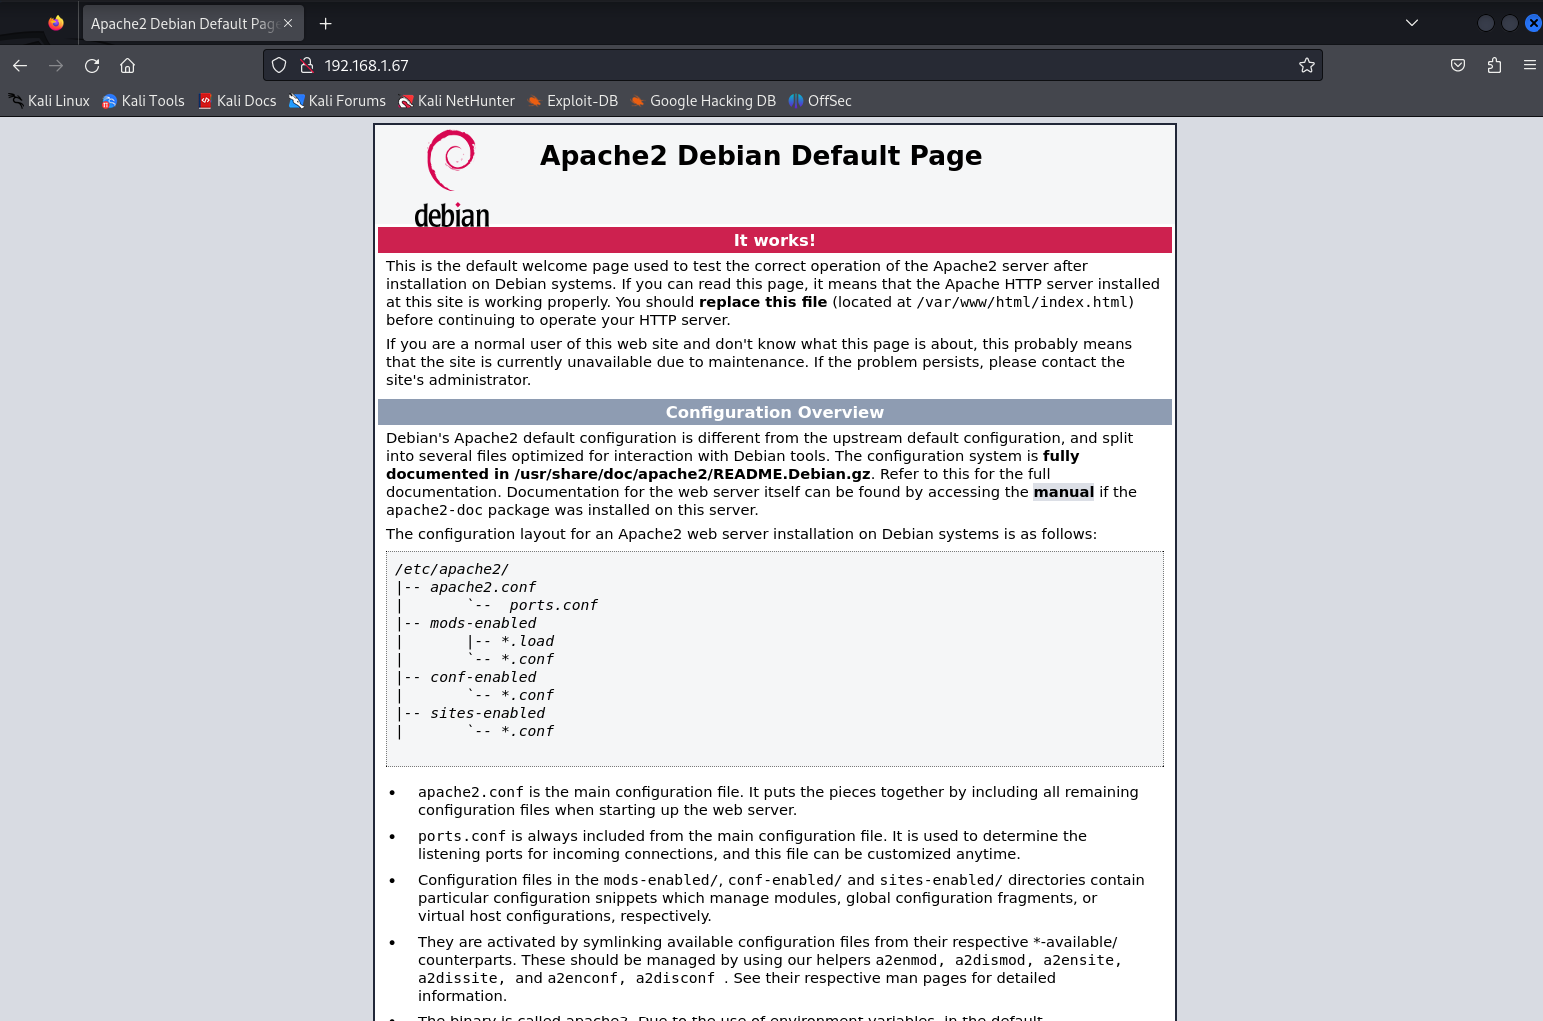 Apache2 Debian Default Page
192.168.1.67
Kali Linux Kali Tools Kali Docs Kali Forums Kali NetHunter Exploit-DB Google Hacking DB OffSec
debian
Apache2 Debian Default Page
It works!
This is the default welcome page used to test the correct operation of the Apache2 server after
installation on Debian systems. If you can read this page, it means that the Apache HTTP server installed
at this site is working properly. You should replace this file (located at /var/www/html/index.html)
before continuing to operate your HTTP server.
If you are a normal user of this web site and don't know what this page is about, this probably means
that the site is currently unavailable due to maintenance. If the problem persists, please contact the
site's administrator.
Configuration Overview
Debian's Apache2 default configuration is different from the upstream default configuration, and split
into several files optimized for interaction with Debian tools. The configuration system is fully
documented in /usr/share/doc/apache2/README.Debian.gz. Refer to this for the full
documentation. Documentation for the web server itself can be found by accessing the manual if the
apache2-doc package was installed on this server.
The configuration layout for an Apache2 web server installation on Debian systems is as follows:
/etc/apache2/
|-- apache2.conf
|       `--  ports.conf
|-- mods-enabled
|       |-- *.load
|       `-- *.conf
|-- conf-enabled
|       `-- *.conf
|-- sites-enabled
|       `-- *.conf
• apache2.conf is the main configuration file. It puts the pieces together by including all remaining
configuration files when starting up the web server.
• ports.conf is always included from the main configuration file. It is used to determine the
listening ports for incoming connections, and this file can be customized anytime.
• Configuration files in the mods-enabled/, conf-enabled/ and sites-enabled/ directories contain
particular configuration snippets which manage modules, global configuration fragments, or
virtual host configurations, respectively.
• They are activated by symlinking available configuration files from their respective *-available/
counterparts. These should be managed by using our helpers a2enmod, a2dismod, a2ensite,
a2dissite, and a2enconf, a2disconf . See their respective man pages for detailed
information.
• The binary is called apache2. Due to the use of environment variables, in the default